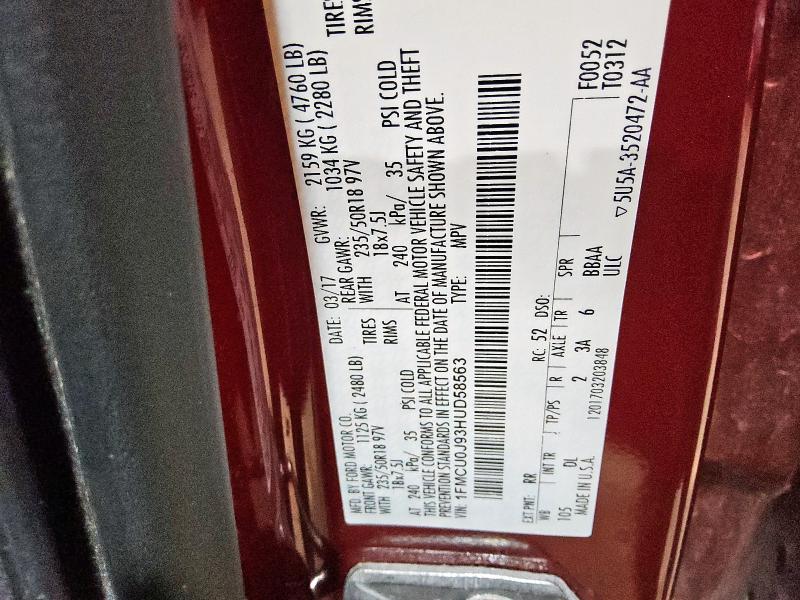 MFG. BY FORD MOTOR CO.
DATE: 03/17 GVWR: 2159 KG ( 4760 LB)
FRONT GAWR: 1125 KG ( 2480 LB) REAR GAWR: 1034 KG ( 2280 LB)
WITH 235/50R18 97V TIRES WITH 235/50R18 97V TIRE
18x7.5J RIMS 18x7.5J RIMS
AT 240 kPa/ 35 PSI COLD AT 240 kPa/ 35 PSI COLD
THIS VEHICLE CONFORMS TO ALL APPLICABLE FEDERAL MOTOR VEHICLE SAFETY AND THEFT
PREVENTION STANDARDS IN EFFECT ON THE DATE OF MANUFACTURE SHOWN ABOVE.
VIN: 1FMCU0J93HUD58563 TYPE: MPV
F0052
T0312
EXT PNT: RR RC: 52 DSO:
WB INTR TP/PS R AXLE TR SPR
105 DL 2 3A 6 BBAA
MADE IN U.S.A. 1201703203848 ULC
▽5U5A-3520472-AA